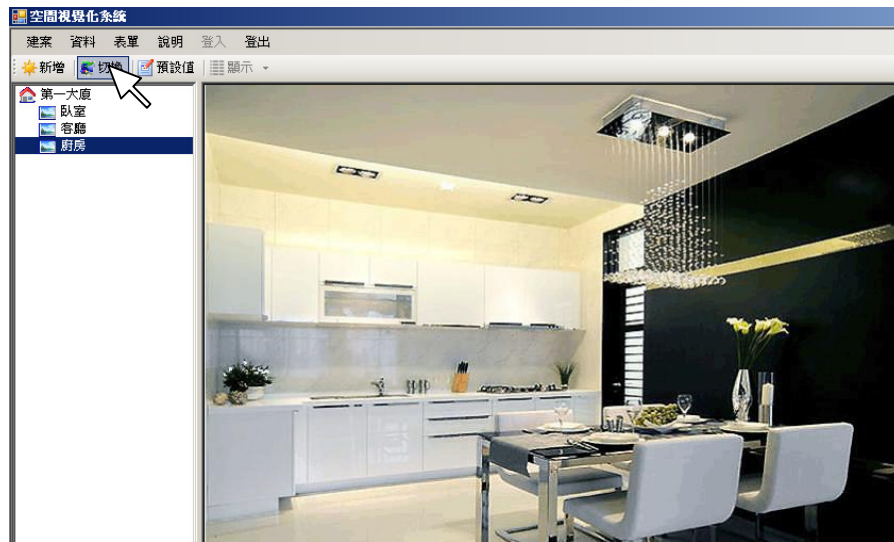 空間視覺化系統
建案 資料 表單 說明 登入 登出
新增 切換 預設值 顯示
第一大廈
臥室
客廳
廚房